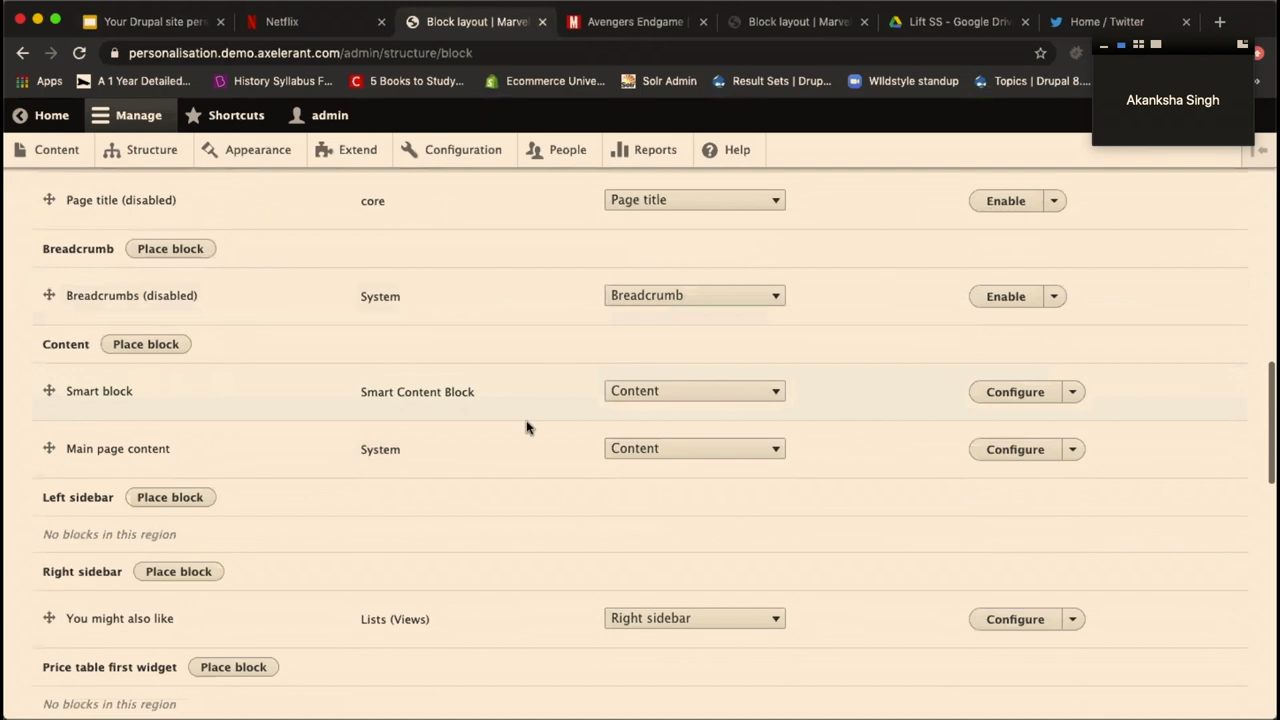 Your Drupal site pers
Netflix
Block layout | Marve
Avengers Endgame
Block layout | Marve
Lift SS - Google Driv
Home / Twitter
personalisation.demo.axelerant.com/admin/structure/block
Apps
A 1 Year Detailed...
History Syllabus F...
5 Books to Study...
Ecommerce Unive...
Solr Admin
Result Sets | Drup...
WIldstyle standup
Topics | Drupal 8....
Akanksha Singh
Home
Manage
Shortcuts
admin
Content
Structure
Appearance
Extend
Configuration
People
Reports
Help
Page title (disabled) core Page title Enable
Breadcrumb Place block
Breadcrumbs (disabled) System Breadcrumb Enable
Content Place block
Smart block Smart Content Block Content Configure
Main page content System Content Configure
Left sidebar Place block
No blocks in this region
Right sidebar Place block
You might also like Lists (Views) Right sidebar Configure
Price table first widget Place block
No blocks in this region